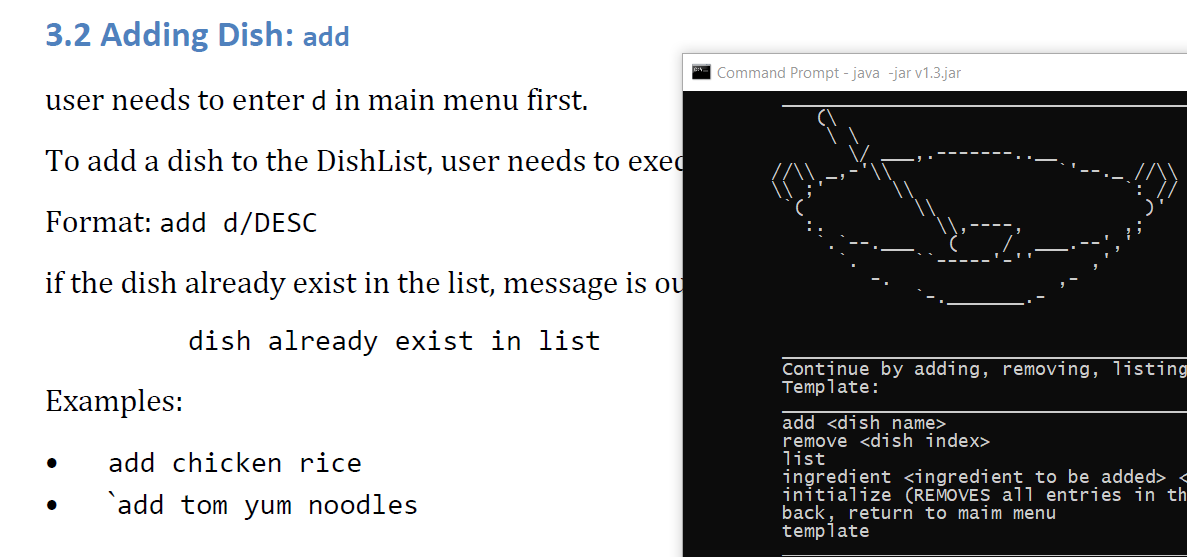 3.2 Adding Dish: add
user needs to enter d in main menu first.
To add a dish to the DishList, user needs to
Format: add d/DESC
if the dish already exist in the list, message is
dish already exist in list
Examples:
• add chicken rice
• `add tom yum noodles
Command Prompt - java -jar v1.3.jar
Continue by adding, removing, listing
Template:
add <dish name>
remove <dish index>
list
ingredient <ingredient to be added> <
initialize (REMOVES all entries in th
back, return to maim menu
template